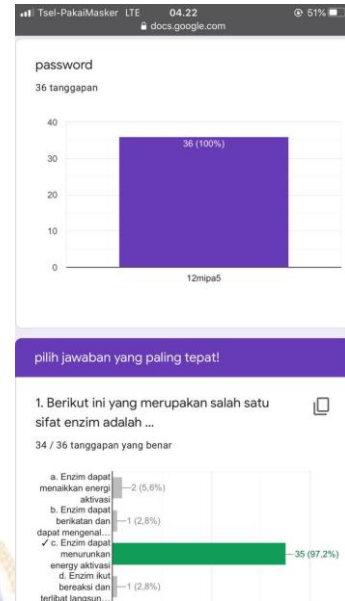 Tsel-PakaiMasker LTE 04.22 51%
docs.google.com
password
36 tanggapan
40
36 (100%)
30
20
10
0
12mipa5
pilih jawaban yang paling tepat!
1. Berikut ini yang merupakan salah satu
sifat enzim adalah ...
34 / 36 tanggapan yang benar
a. Enzim dapat
menaikkan energi
aktivasi
2 (5,6%)
b. Enzim dapat
berikatan dan
dapat mengenal...
1 (2,8%)
✓ c. Enzim dapat
menurunkan
energy aktivasi
35 (97,2%)
d. Enzim ikut
bereaksi dan
terlibat langsun...
1 (2,8%)